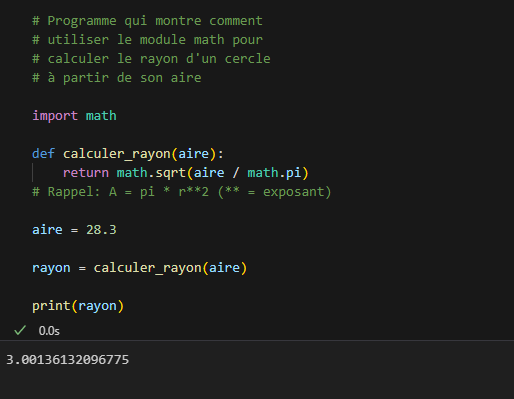 # Programme qui montre comment
# utiliser le module math pour
# calculer le rayon d'un cercle
# à partir de son aire
import math
def calculer_rayon(aire):
    return math.sqrt(aire / math.pi)
# Rappel: A = pi * r**2 (** = exposant)
aire = 28.3
rayon = calculer_rayon(aire)
print(rayon)
0.0s
3.00136132096775